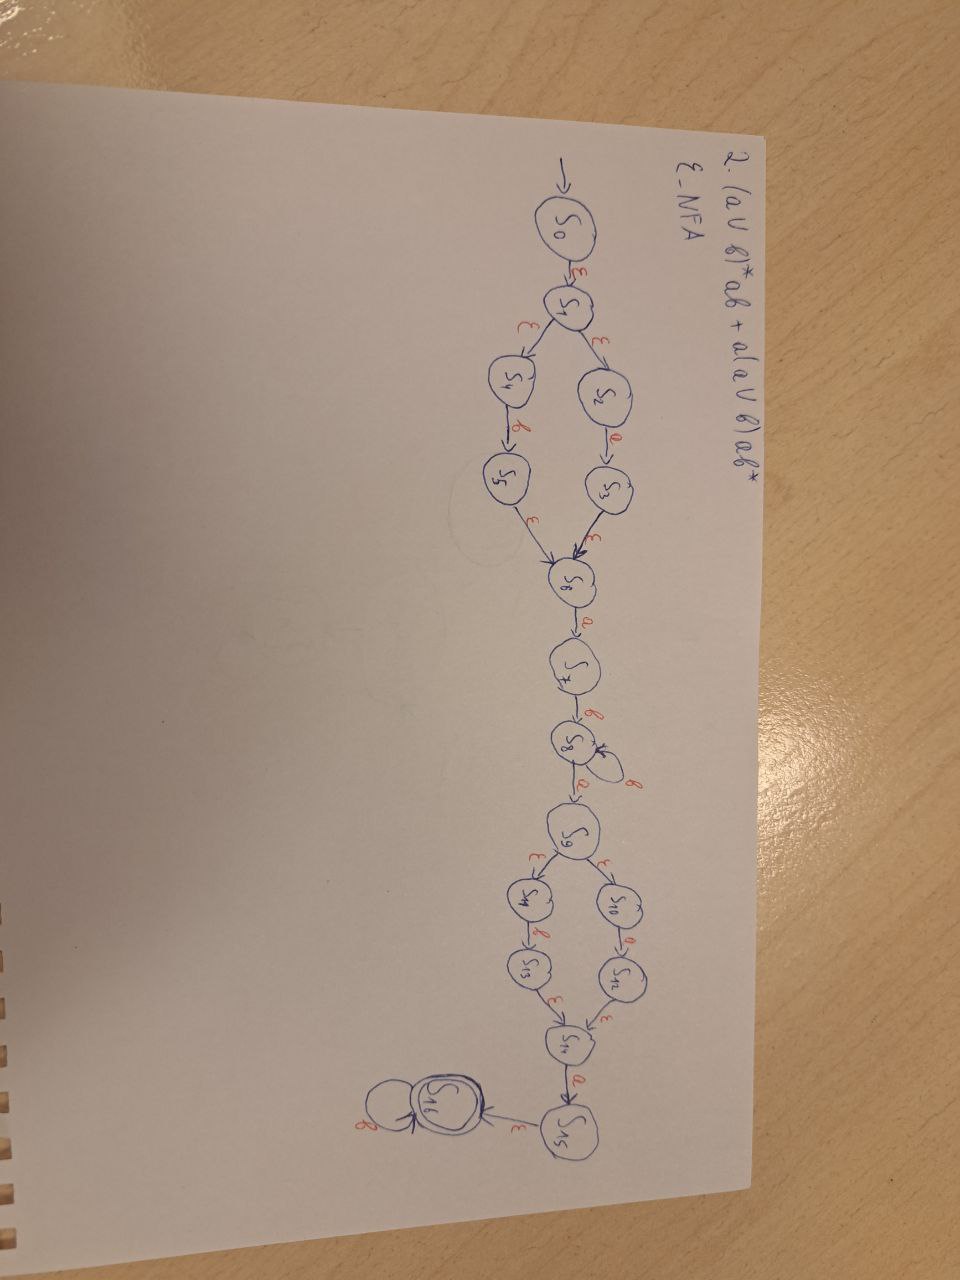 2. (a∪b)*ab + a(a∪b)ab*
ε-NFA
S0 ε S1
ε S2 a S3 ε
ε S4 b S5 ε
S6 a S7 b S8 b a S9
ε S10 a S12 ε
ε S11 b S13 ε
S14 a S15
ε S16 b